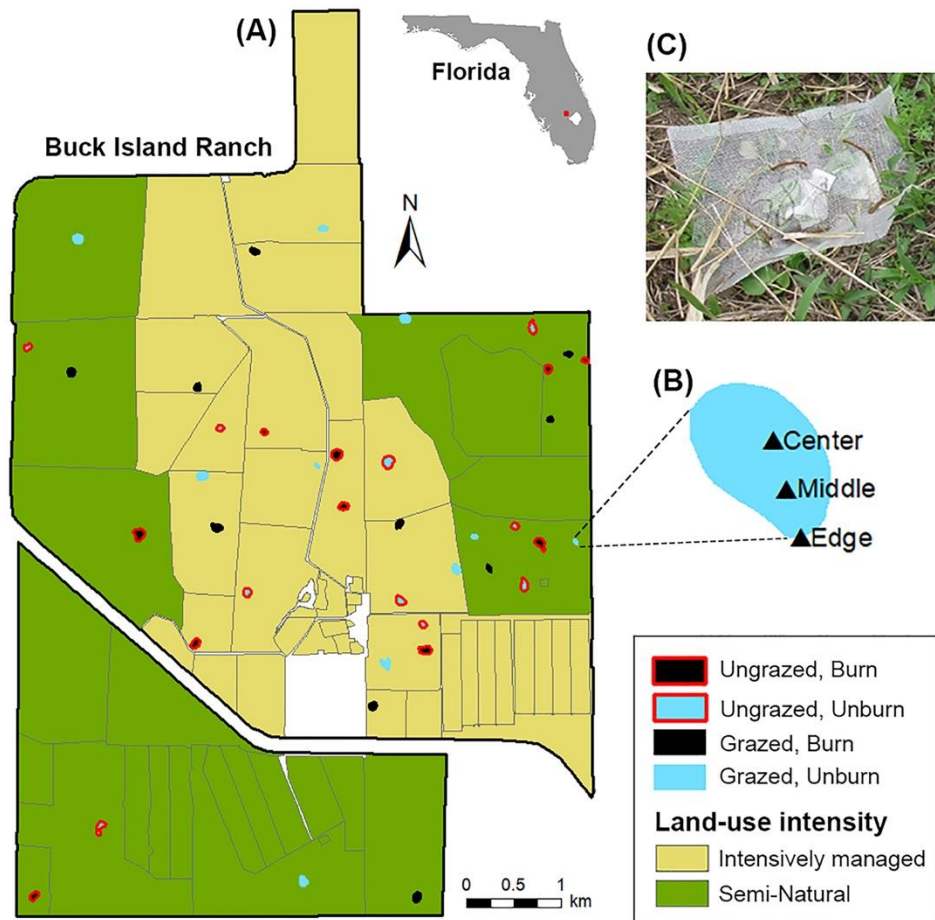 (A)
Florida
(C)
Buck Island Ranch
N
(B)
Center
Middle
Edge
Ungrazed, Burn
Ungrazed, Unburn
Grazed, Burn
Grazed, Unburn
Land-use intensity
Intensively managed
Semi-Natural
0 0.5 1
km